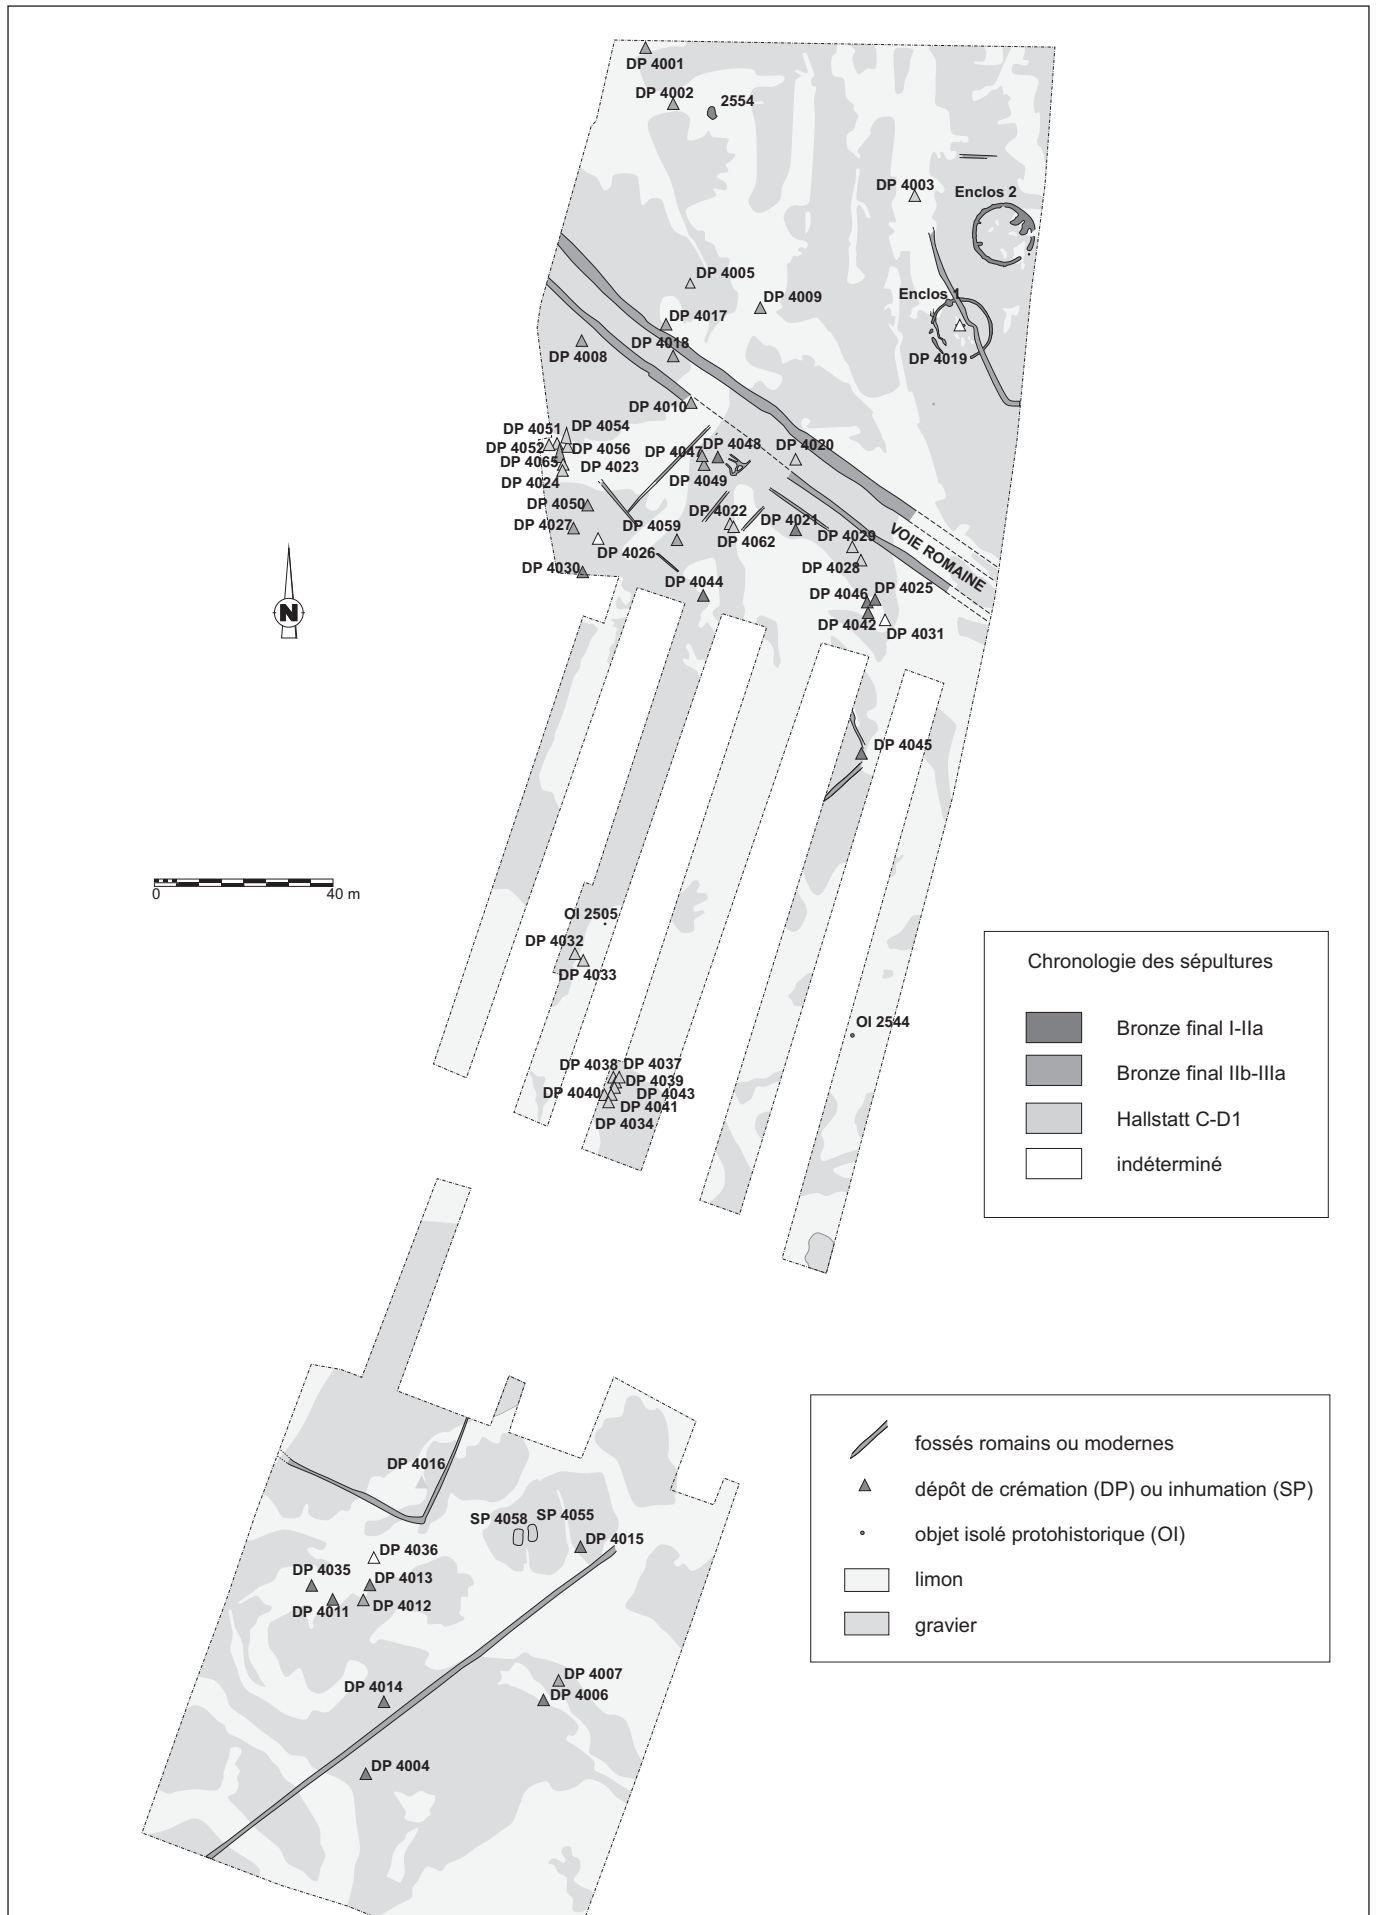 DP 4001
DP 4002
2554
DP 4003
Enclos 2
DP 4005
DP 4009
Enclos 1
DP 4017
DP 4018
DP 4008
DP 4019
DP 4010
DP 4051
DP 4054
DP 4052
DP 4056
DP 4047
DP 4048
DP 4020
DP 4065
DP 4023
DP 4024
DP 4049
DP 4050
DP 4022
DP 4021
DP 4027
DP 4059
DP 4062
DP 4029
VOIE ROMAINE
DP 4026
DP 4028
DP 4030
DP 4044
DP 4046
DP 4025
DP 4042
DP 4031
N
DP 4045
0
40 m
OI 2505
DP 4032
DP 4033
OI 2544
DP 4038
DP 4037
DP 4039
DP 4040
DP 4043
DP 4041
DP 4034
Chronologie des sépultures
Bronze final I-IIa
Bronze final IIb-IIIa
Hallstatt C-D1
indéterminé
DP 4016
SP 4058
SP 4055
DP 4015
DP 4036
DP 4035
DP 4013
DP 4011
DP 4012
DP 4007
DP 4014
DP 4006
DP 4004
fossés romains ou modernes
dépôt de crémation (DP) ou inhumation (SP)
objet isolé protohistorique (OI)
limon
gravier